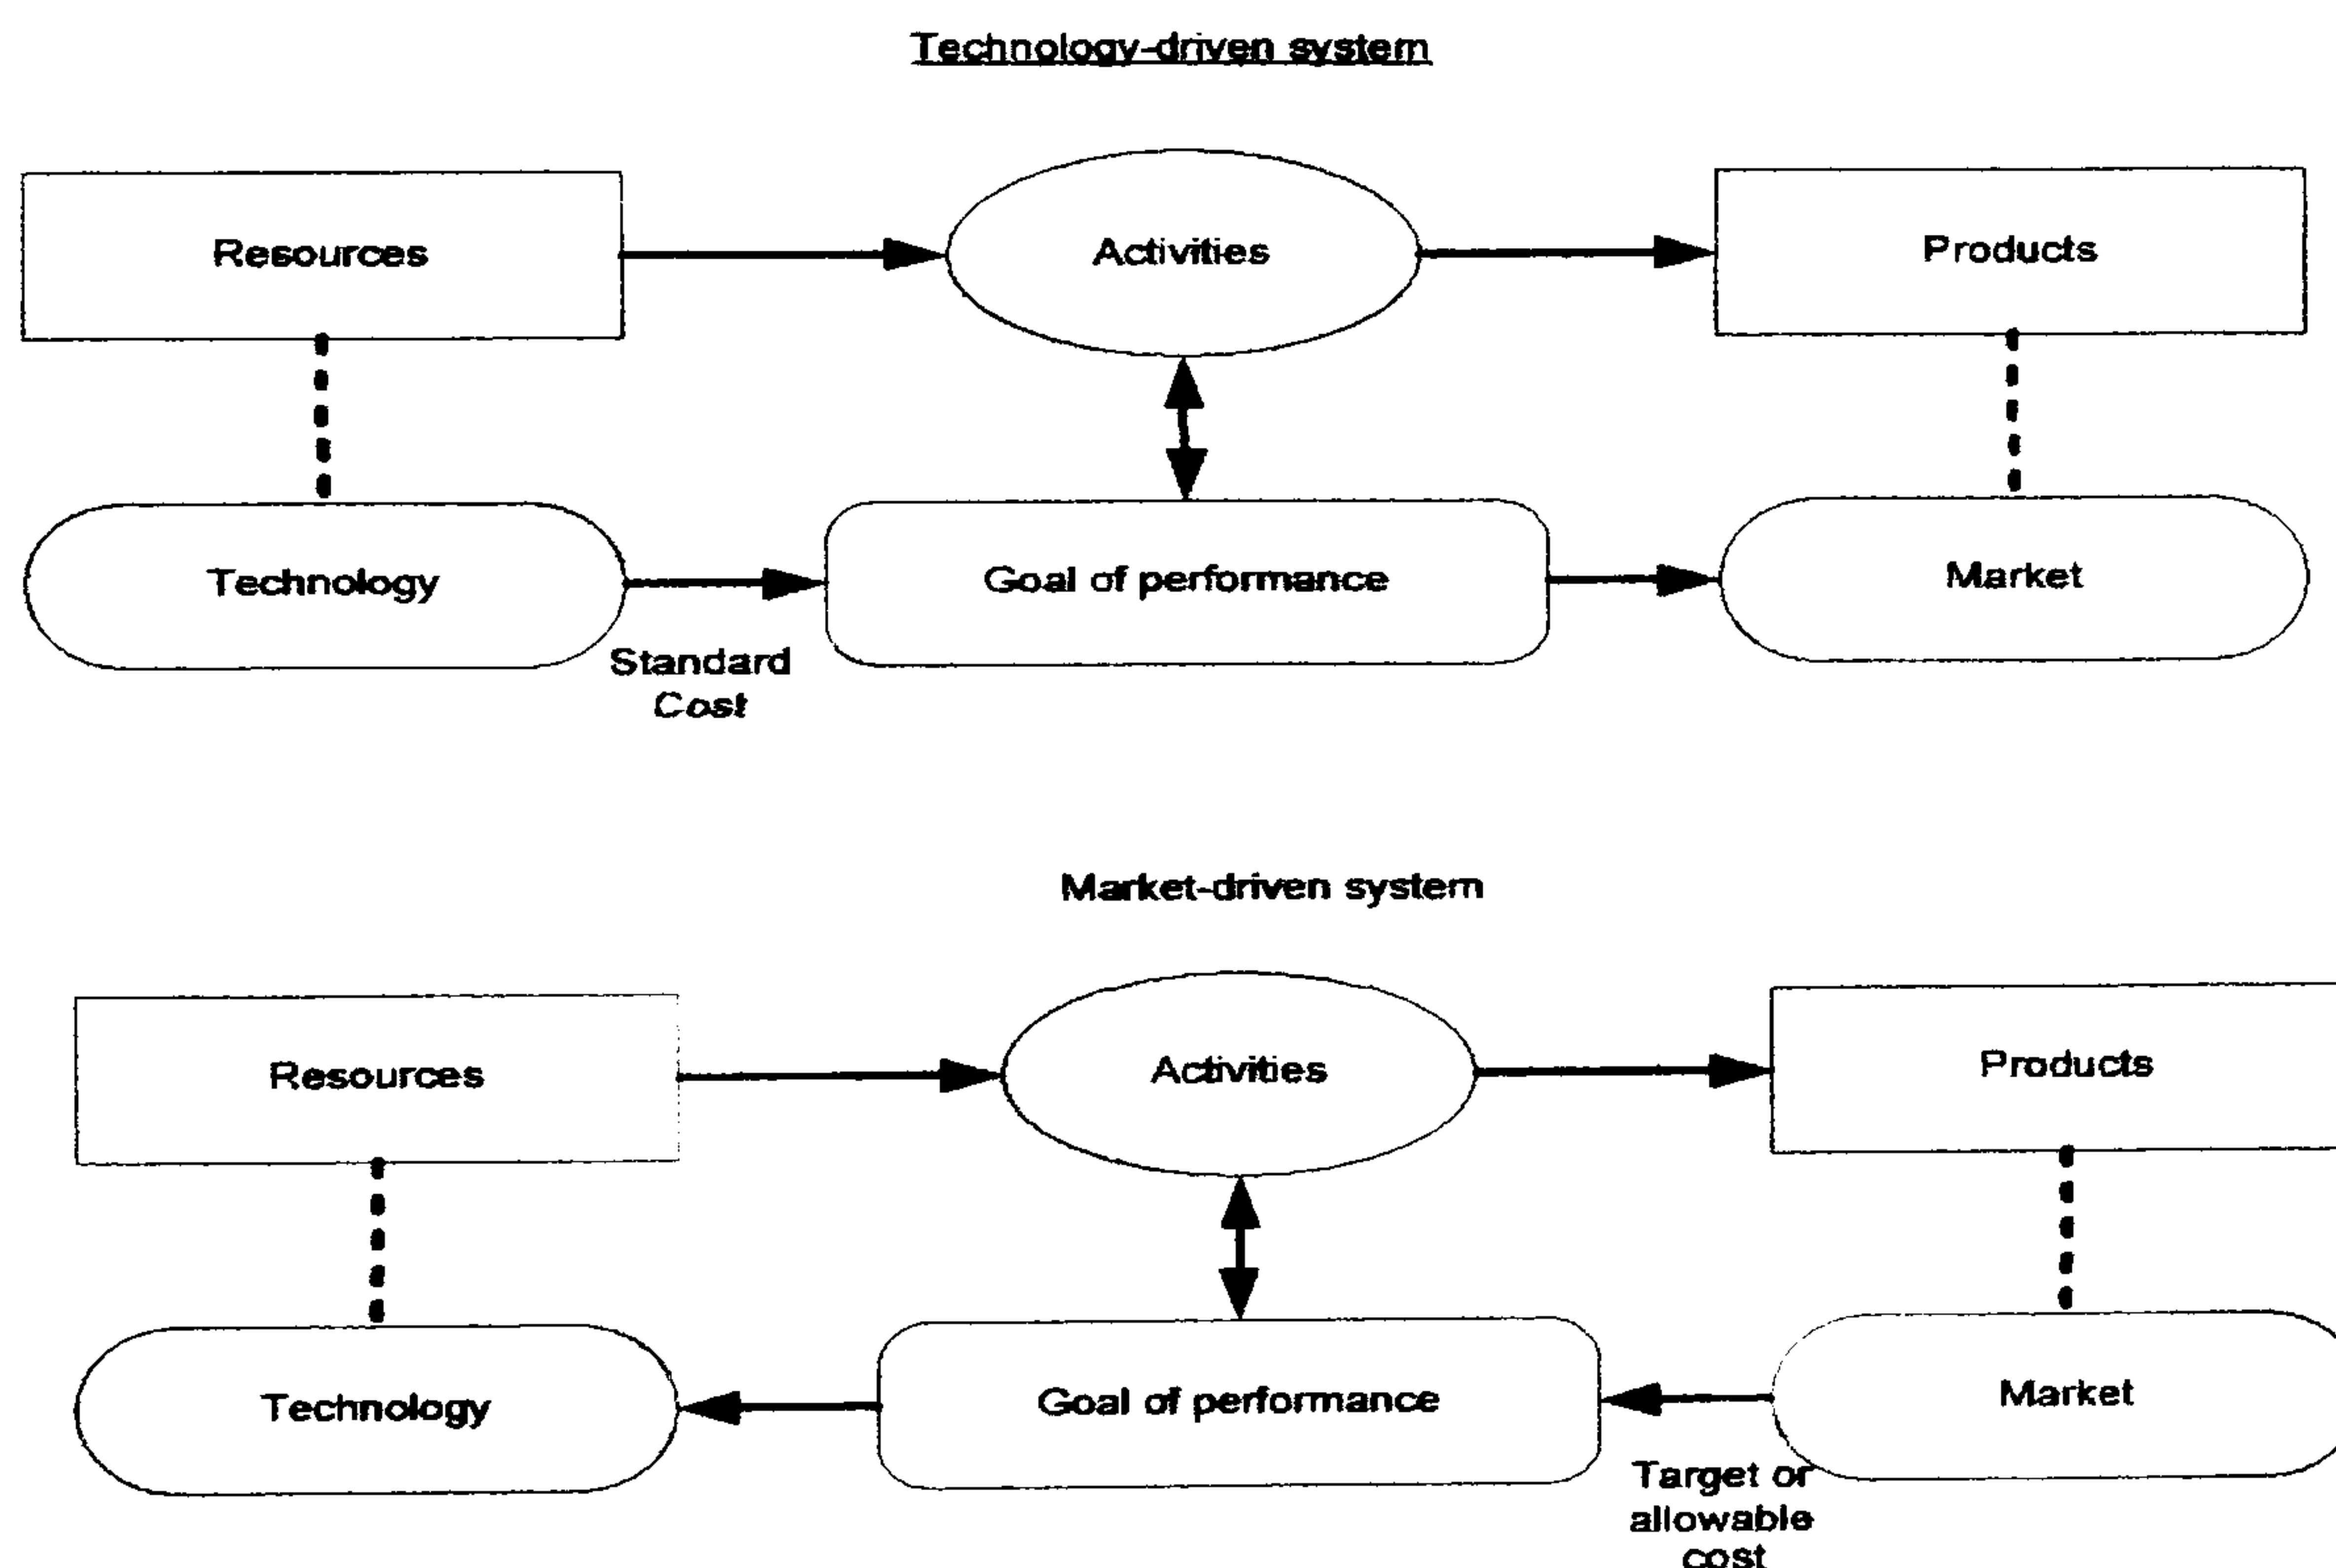 Technology-driven system
Resources
Activities
Products
Technology
Goal of performance
Market
Standard
Cost
Market-driven system
Resources
Activities
Products
Technology
Goal of performance
Market
Target or
allowable
cost